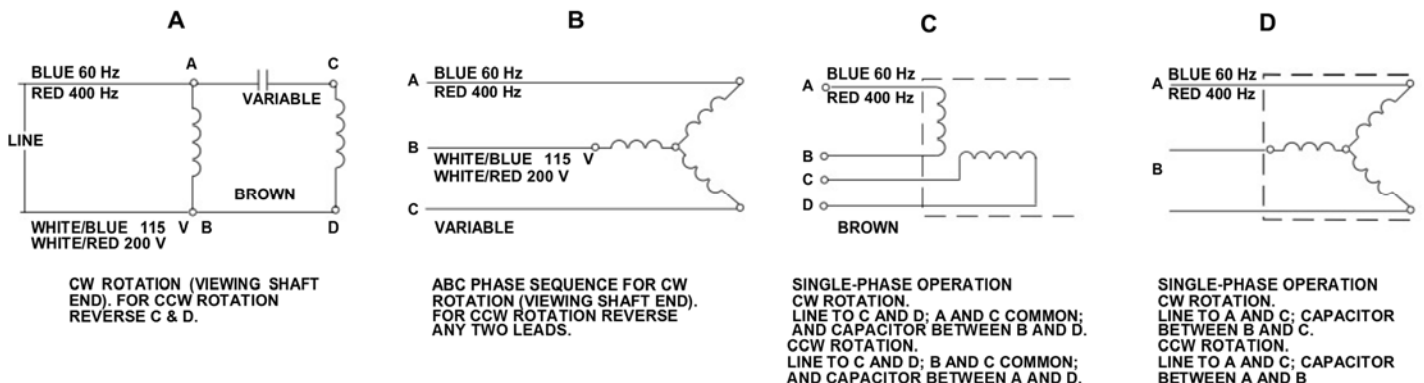 A
BLUE 60 Hz
RED 400 Hz
A
C
VARIABLE
LINE
BROWN
WHITE/BLUE 115 V B
WHITE/RED 200 V
D
CW ROTATION (VIEWING SHAFT
END). FOR CCW ROTATION
REVERSE C & D.
B
A
BLUE 60 Hz
RED 400 Hz
B
WHITE/BLUE 115 V
WHITE/RED 200 V
C
VARIABLE
ABC PHASE SEQUENCE FOR CW
ROTATION (VIEWING SHAFT END).
FOR CCW ROTATION REVERSE
ANY TWO LEADS.
C
BLUE 60 Hz
A
RED 400 Hz
B
C
D
BROWN
SINGLE-PHASE OPERATION
CW ROTATION.
LINE TO C AND D; A AND C COMMON;
AND CAPACITOR BETWEEN B AND D.
CCW ROTATION.
LINE TO C AND D; B AND C COMMON;
AND CAPACITOR BETWEEN A AND D.
D
BLUE 60 Hz
A
RED 400 Hz
B
SINGLE-PHASE OPERATION
CW ROTATION.
LINE TO A AND C; CAPACITOR
BETWEEN B AND C.
CCW ROTATION.
LINE TO A AND C; CAPACITOR
BETWEEN A AND B